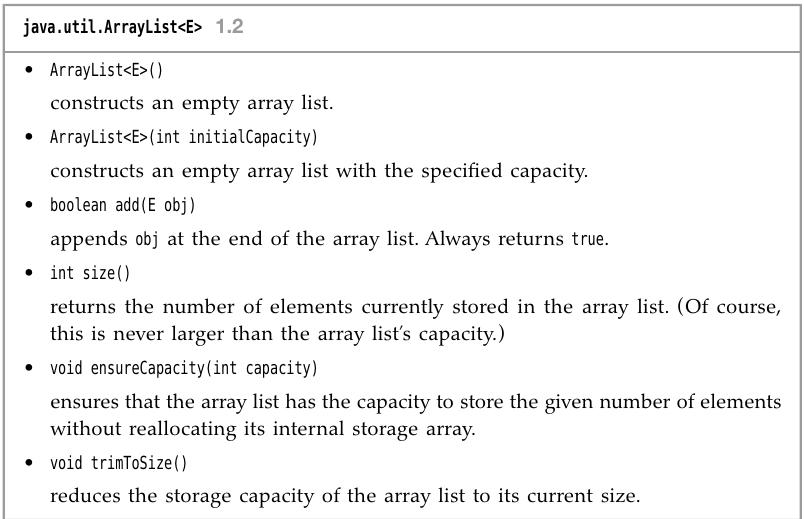 java.util.ArrayList<E> 1.2
• ArrayList<E>()
constructs an empty array list.
• ArrayList<E>(int initialCapacity)
constructs an empty array list with the specified capacity.
• boolean add(E obj)
appends obj at the end of the array list. Always returns true.
• int size()
returns the number of elements currently stored in the array list. (Of course,
this is never larger than the array list’s capacity.)
• void ensureCapacity(int capacity)
ensures that the array list has the capacity to store the given number of elements
without reallocating its internal storage array.
• void trimToSize()
reduces the storage capacity of the array list to its current size.